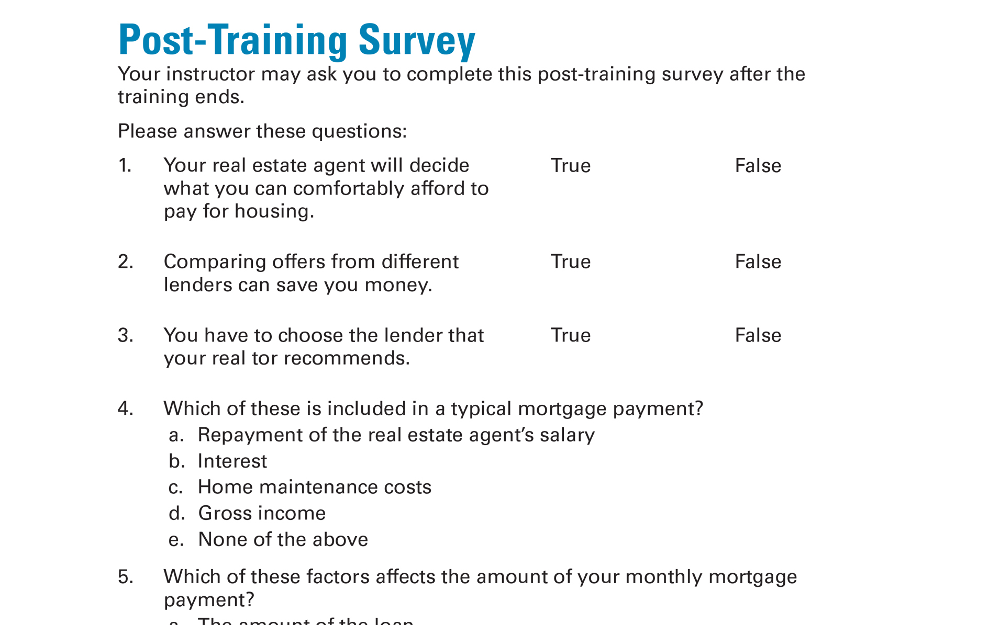 Post-Training Survey
Your instructor may ask you to complete this post-training survey after the
training ends.
Please answer these questions:
1. Your real estate agent will decide True False
what you can comfortably afford to
pay for housing.
2. Comparing offers from different True False
lenders can save you money.
3. You have to choose the lender that True False
your real tor recommends.
4. Which of these is included in a typical mortgage payment?
a. Repayment of the real estate agent’s salary
b. Interest
c. Home maintenance costs
d. Gross income
e. None of the above
5. Which of these factors affects the amount of your monthly mortgage
payment?
a. The amount of the loan